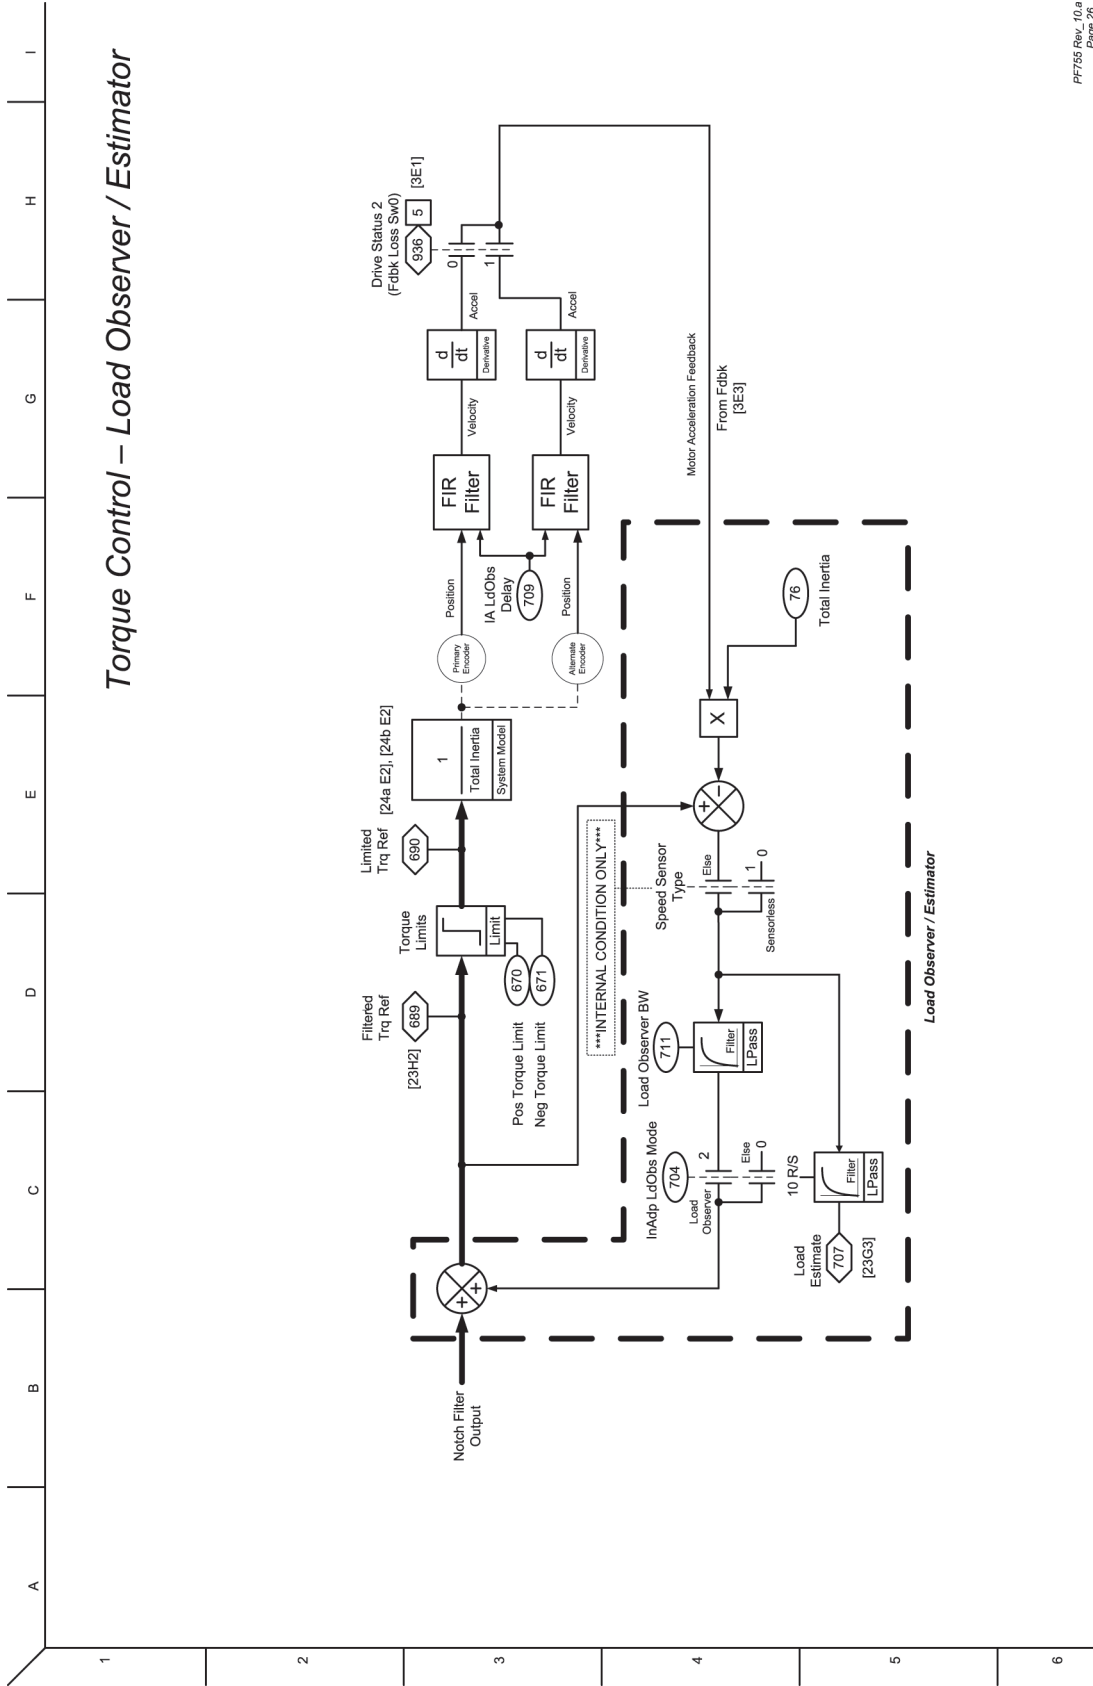 Torque Control – Load Observer / Estimator
A
B
C
D
E
F
G
H
I
1
2
3
4
5
6
Notch Filter
Output
+
+
[23H2]
Filtered
Trq Ref
689
Torque
Limits
Limit
670
671
Pos Torque Limit
Neg Torque Limit
Limited
Trq Ref
690
[24a E2], [24b E2]
1
Total Inertia
System Model
Primary
Encoder
Position
Alternate
Encoder
Position
IA LdObs
Delay
709
FIR
Filter
FIR
Filter
Velocity
Velocity
d
dt
Derivative
d
dt
Derivative
Accel
Accel
Drive Status 2
(Fdbk Loss Sw0)
936
5
[3E1]
0
1
Motor Acceleration Feedback
From Fdbk
[3E3]
***INTERNAL CONDITION ONLY***
76
Total Inertia
X
+
−
Speed Sensor
Type
Else
1
0
Sensorless
Load Observer BW
711
Filter
LPass
InAdp LdObs Mode
704
Load
Observer
2
Else
0
10 R/S
Filter
LPass
Load
Estimate
707
[23G3]
Load Observer / Estimator
PF755 Rev_10.a
Page 26